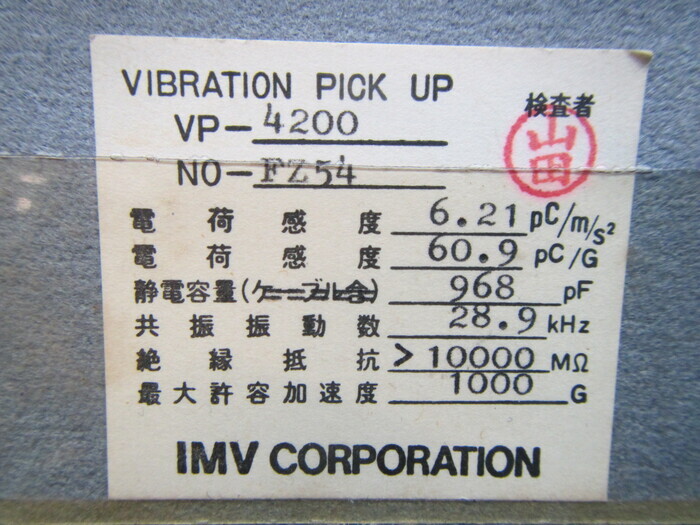 VIBRATION PICK UP
VP-4200
検査者
山田
NO-FZ54
電荷感度 6.21 pC/m/s²
電荷感度 60.9 pC/G
静電容量(ケーブル含) 968 pF
共振振動数 28.9 kHz
絶縁抵抗 >10000 MΩ
最大許容加速度 1000 G
IMV CORPORATION